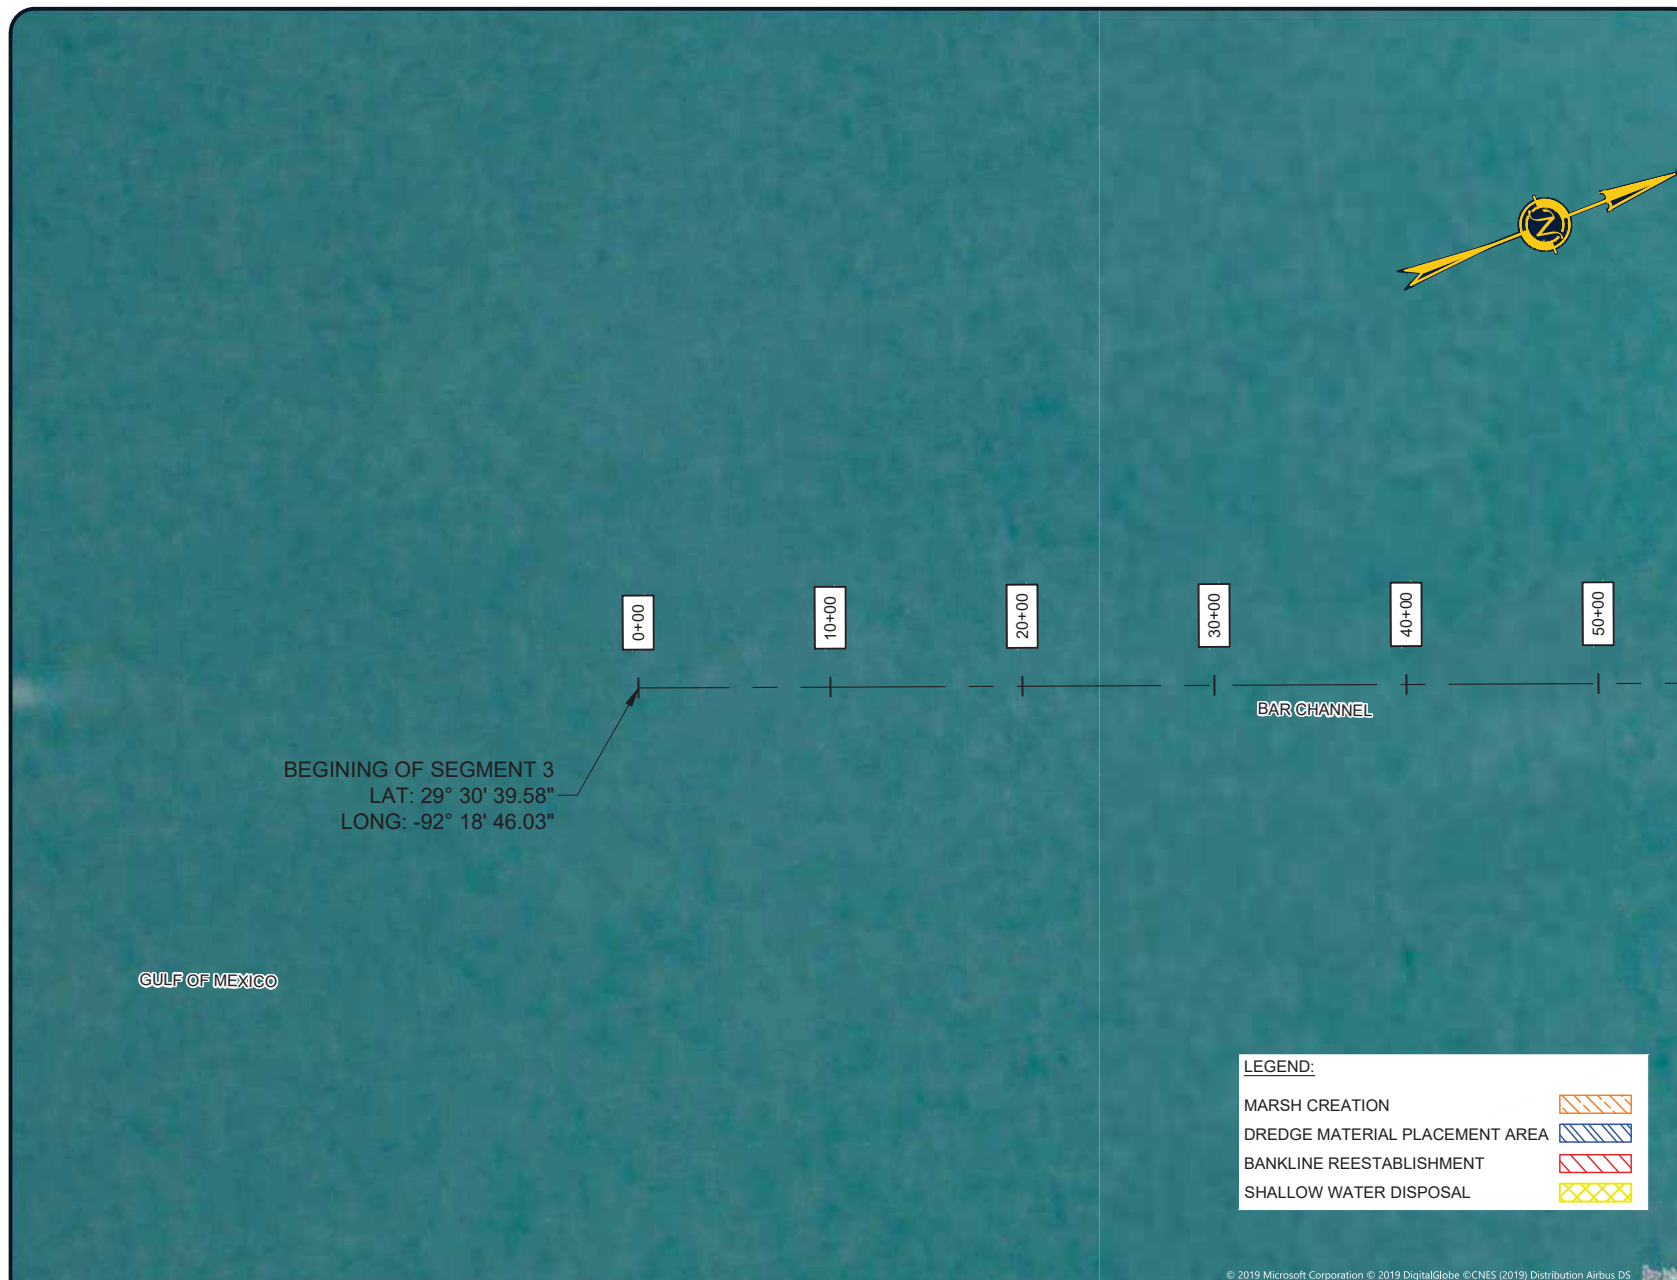 N
0+00
10+00
20+00
30+00
40+00
50+00
BAR CHANNEL
BEGINING OF SEGMENT 3
LAT: 29° 30' 39.58"
LONG: -92° 18' 46.03"
GULF OF MEXICO
LEGEND:
MARSH CREATION
DREDGE MATERIAL PLACEMENT AREA
BANKLINE REESTABLISHMENT
SHALLOW WATER DISPOSAL
© 2019 Microsoft Corporation © 2019 DigitalGlobe ©CNES (2019) Distribution Airbus DS